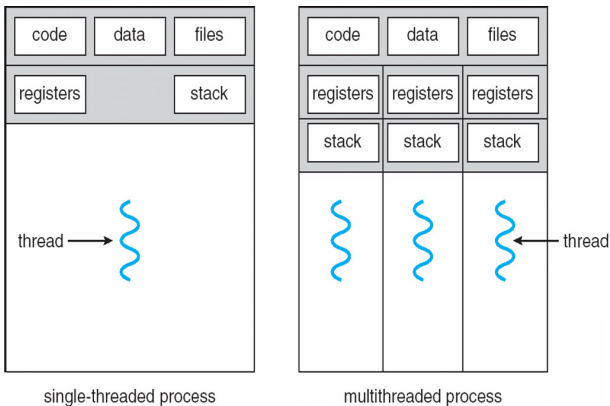 code data files
registers stack
thread
single-threaded process
code data files
registers registers registers
stack stack stack
thread
multithreaded process